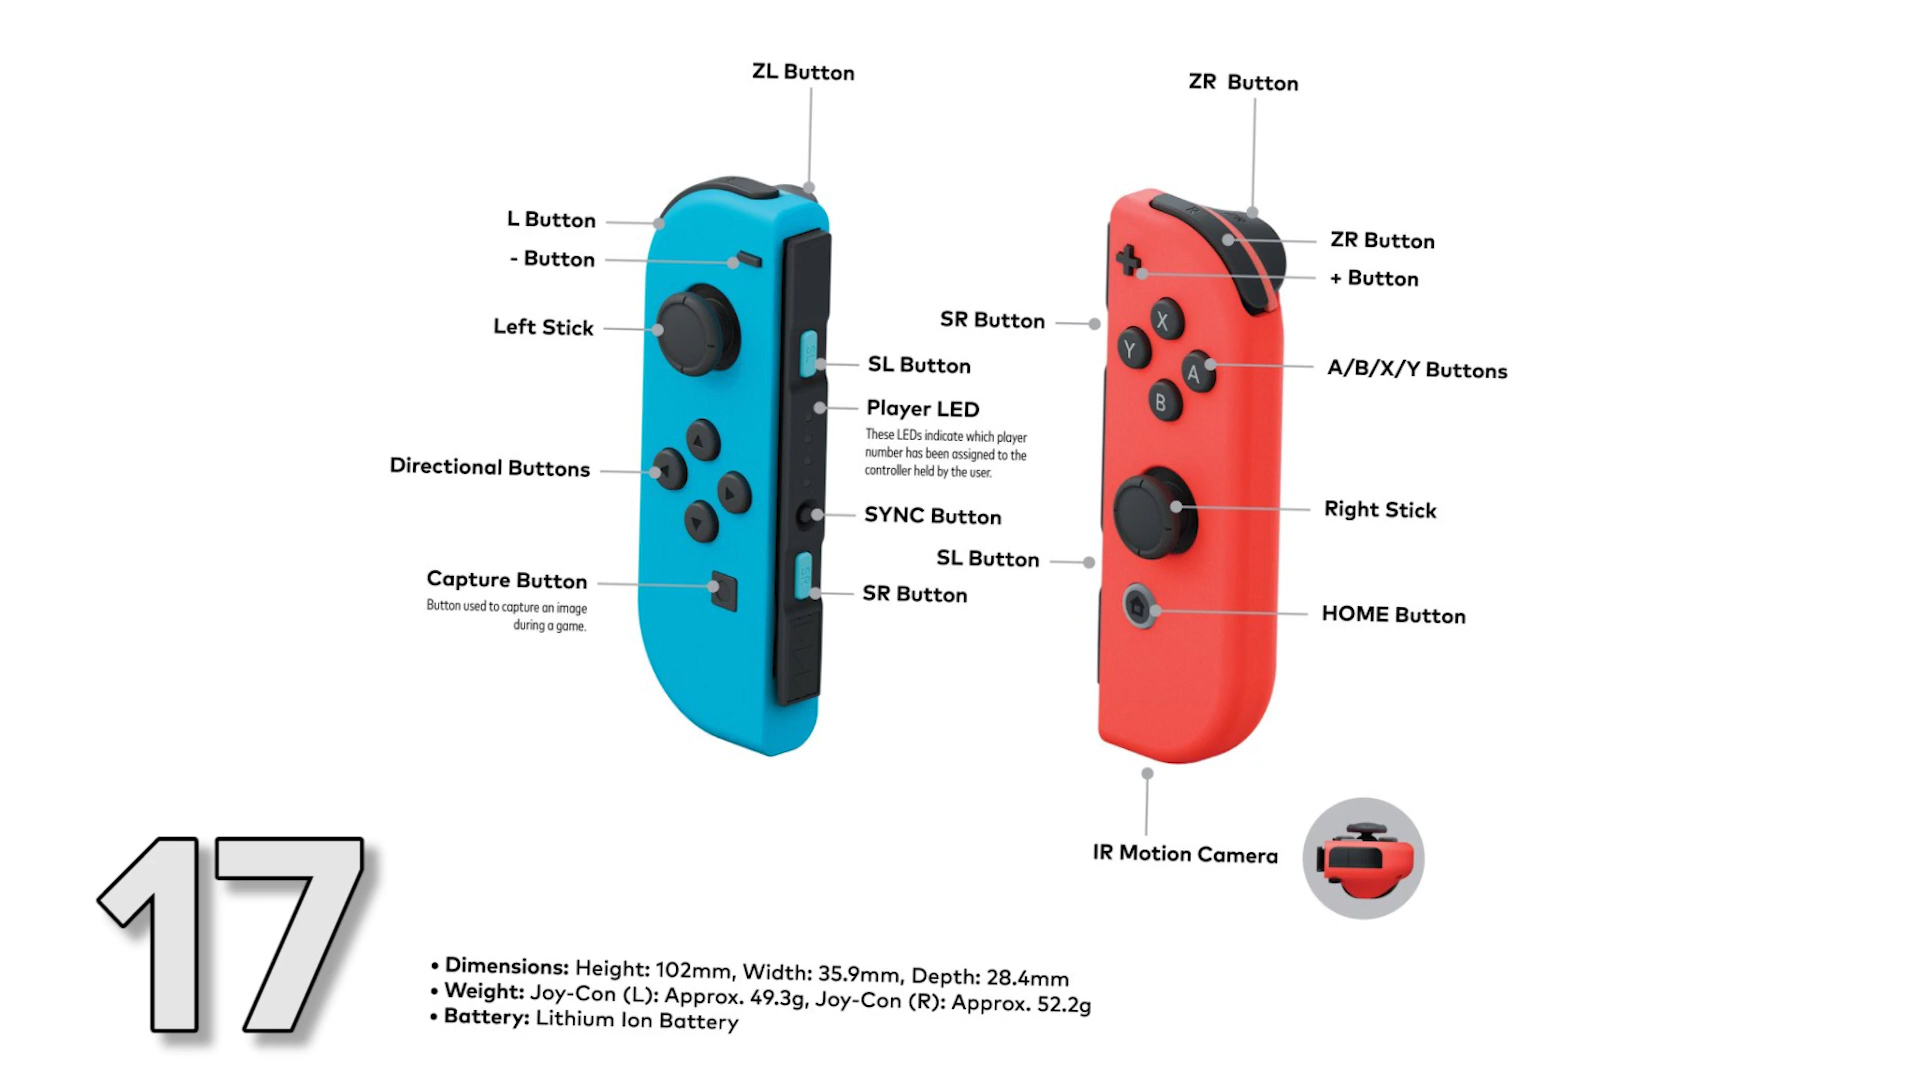 ZL Button
ZR Button
L Button
- Button
Left Stick
Directional Buttons
Capture Button
Button used to capture an image
during a game.
SL
SL Button
Player LED
These LEDs indicate which player
number has been assigned to the
controller held by the user.
SYNC Button
SR
SR Button
SR Button
SL Button
R
ZR Button
+ Button
X
Y
A
B
A/B/X/Y Buttons
Right Stick
HOME Button
IR Motion Camera
17
• Dimensions: Height: 102mm, Width: 35.9mm, Depth: 28.4mm
• Weight: Joy-Con (L): Approx. 49.3g, Joy-Con (R): Approx. 52.2g
• Battery: Lithium Ion Battery